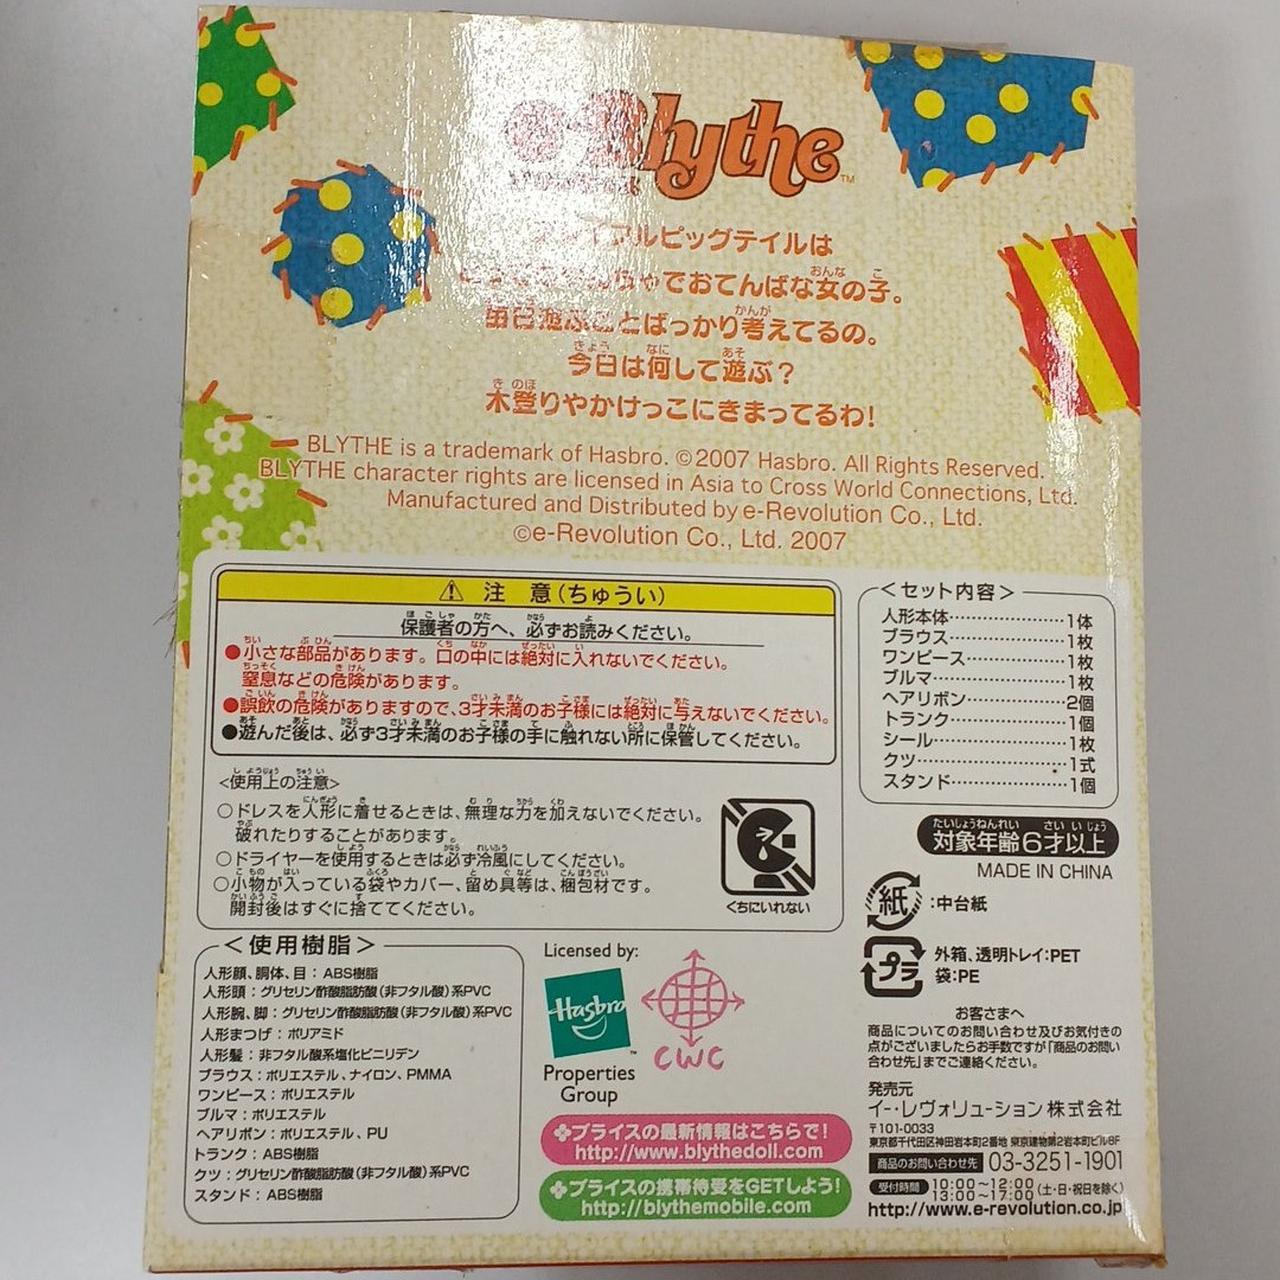 Blythe™
ルピッグテイルは
でおてんばな女の子。
遊ぶことばっかり考えてるの。
今日は何して遊ぶ?
木登りやかけっこにきまってるわ!
BLYTHE is a trademark of Hasbro. ©2007 Hasbro. All Rights Reserved.
BLYTHE character rights are licensed in Asia to Cross World Connections, Ltd.
Manufactured and Distributed by e-Revolution Co., Ltd.
©e-Revolution Co., Ltd. 2007
⚠ 注 意(ちゅうい)
保護者の方へ、必ずお読みください。
●小さな部品があります。口の中には絶対に入れないでください。
窒息などの危険があります。
●誤飲の危険がありますので、3才未満のお子様には絶対に与えないでください。
●遊んだ後は、必ず3才未満のお子様の手に触れない所に保管してください。
<使用上の注意>
○ドレスを人形に着せるときは、無理な力を加えないでください。
破れたりすることがあります。
○ドライヤーを使用するときは必ず冷風にしてください。
○小物が入っている袋やカバー、留め具等は、梱包材です。
開封後はすぐに捨ててください。
くちにいれない
<セット内容>
人形本体…………………1体
ブラウス…………………1枚
ワンピース………………1枚
ブルマ……………………1枚
ヘアリボン………………2個
トランク…………………1個
シール……………………1枚
クツ………………………1式
スタンド…………………1個
対象年齢6才以上
MADE IN CHINA
紙:中台紙
プラ
外箱、透明トレイ:PET
袋:PE
<使用樹脂>
人形顔、胴体、目:ABS樹脂
人形頭:グリセリン酢酸脂肪酸(非フタル酸)系PVC
人形腕、脚:グリセリン酢酸脂肪酸(非フタル酸)系PVC
人形まつげ:ポリアミド
人形髪:非フタル酸系塩化ビニリデン
ブラウス:ポリエステル、ナイロン、PMMA
ワンピース:ポリエステル
ブルマ:ポリエステル
ヘアリボン:ポリエステル、PU
トランク:ABS樹脂
クツ:グリセリン酢酸脂肪酸(非フタル酸)系PVC
スタンド:ABS樹脂
Licensed by:
Hasbro™
Properties
Group
CWC
ブライスの最新情報はこちらで!
http://www.blythedoll.com
ブライスの携帯待受をGETしよう!
http://blythemobile.com
お客さまへ
商品についてのお問い合わせ及びお気付きの
点がございましたらお手数ですが「商品のお問い
合わせ先」までご連絡ください。
発売元
イー・レヴォリューション株式会社
〒101-0033
東京都千代田区神田岩本町2番地 東京建物第2岩本町ビル8F
商品のお問い合わせ先 03-3251-1901
受付時間 10:00~12:00
13:00~17:00 (土・日・祝日を除く)
http://www.e-revolution.co.jp